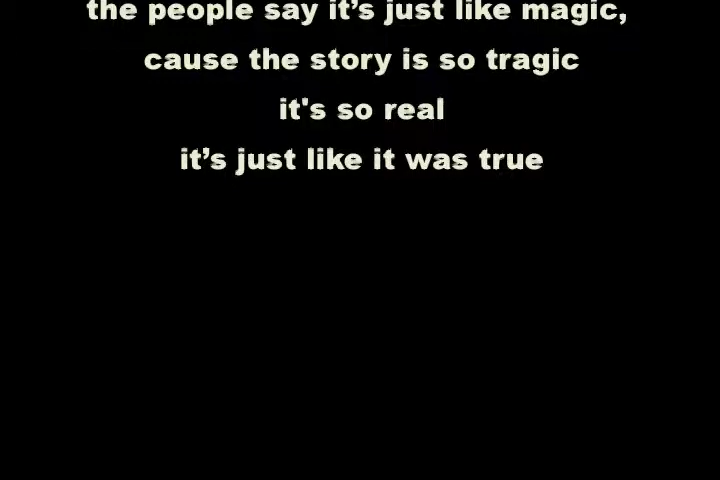 the people say it’s just like magic,
cause the story is so tragic
it's so real
it’s just like it was true